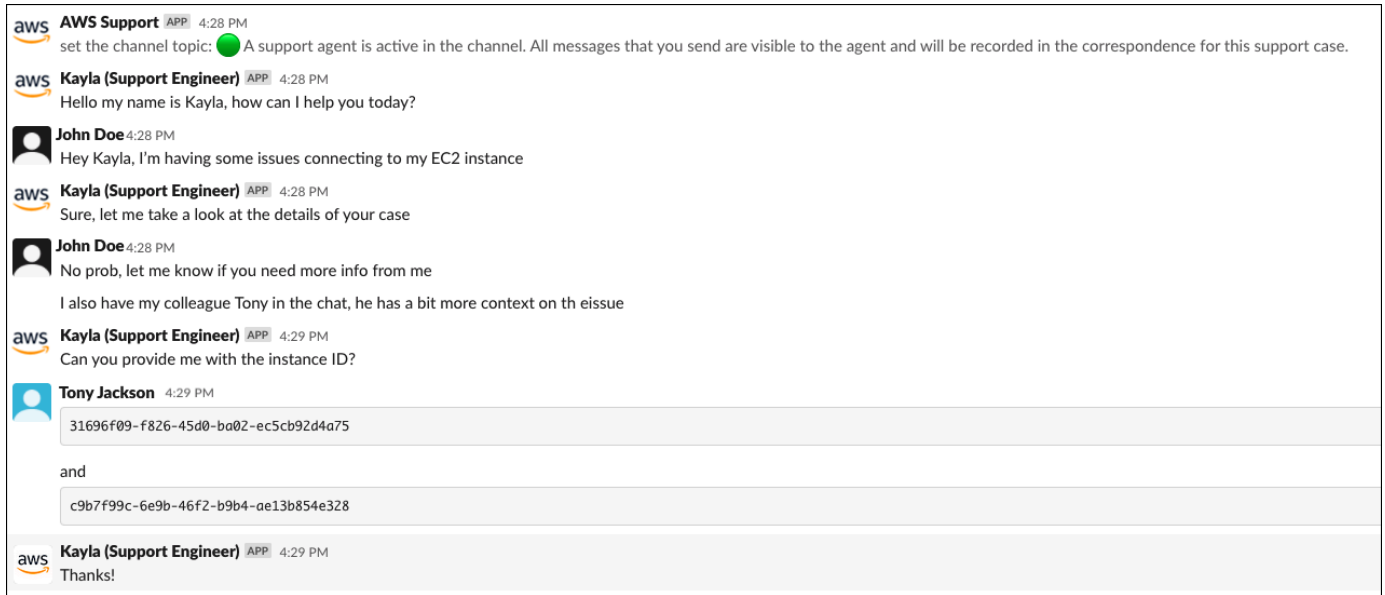 aws AWS Support APP 4:28 PM
set the channel topic: A support agent is active in the channel. All messages that you send are visible to the agent and will be recorded in the correspondence for this support case.
aws Kayla (Support Engineer) APP 4:28 PM
Hello my name is Kayla, how can I help you today?
John Doe 4:28 PM
Hey Kayla, I'm having some issues connecting to my EC2 instance
aws Kayla (Support Engineer) APP 4:28 PM
Sure, let me take a look at the details of your case
John Doe 4:28 PM
No prob, let me know if you need more info from me
I also have my colleague Tony in the chat, he has a bit more context on th eissue
aws Kayla (Support Engineer) APP 4:29 PM
Can you provide me with the instance ID?
Tony Jackson 4:29 PM
31696f09-f826-45d0-ba02-ec5cb92d4a75
and
c9b7f99c-6e9b-46f2-b9b4-ae13b854e328
aws Kayla (Support Engineer) APP 4:29 PM
Thanks!